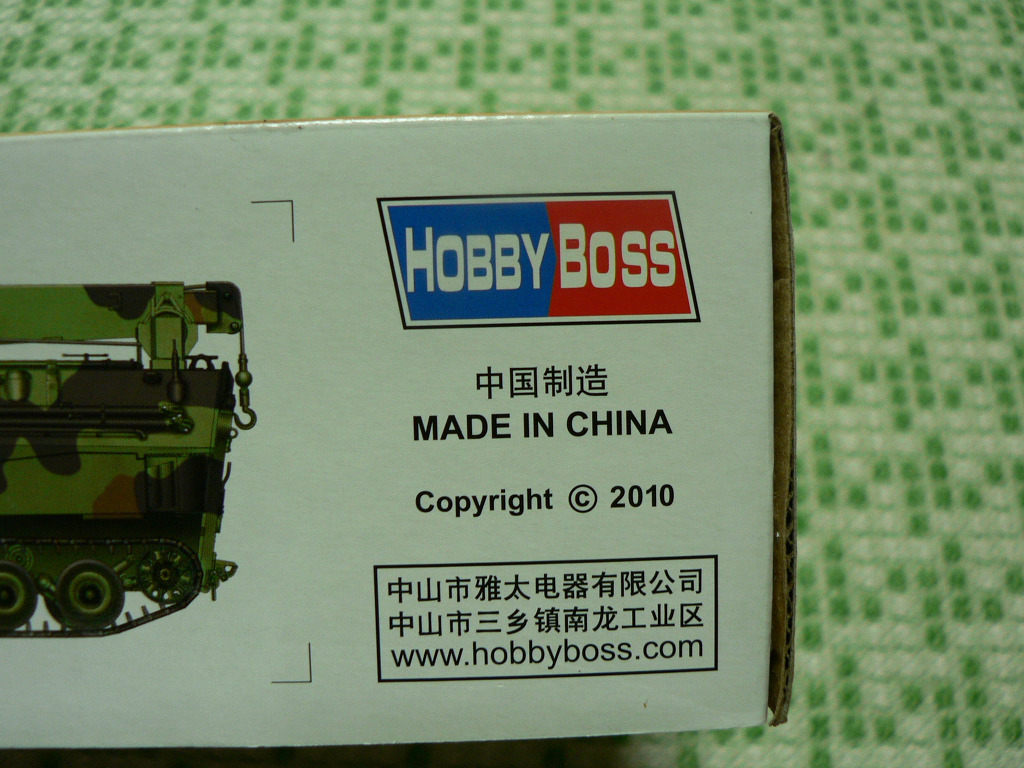 HOBBY BOSS
中国制造
MADE IN CHINA
Copyright © 2010
中山市雅太电器有限公司
中山市三乡镇南龙工业区
www.hobbyboss.com